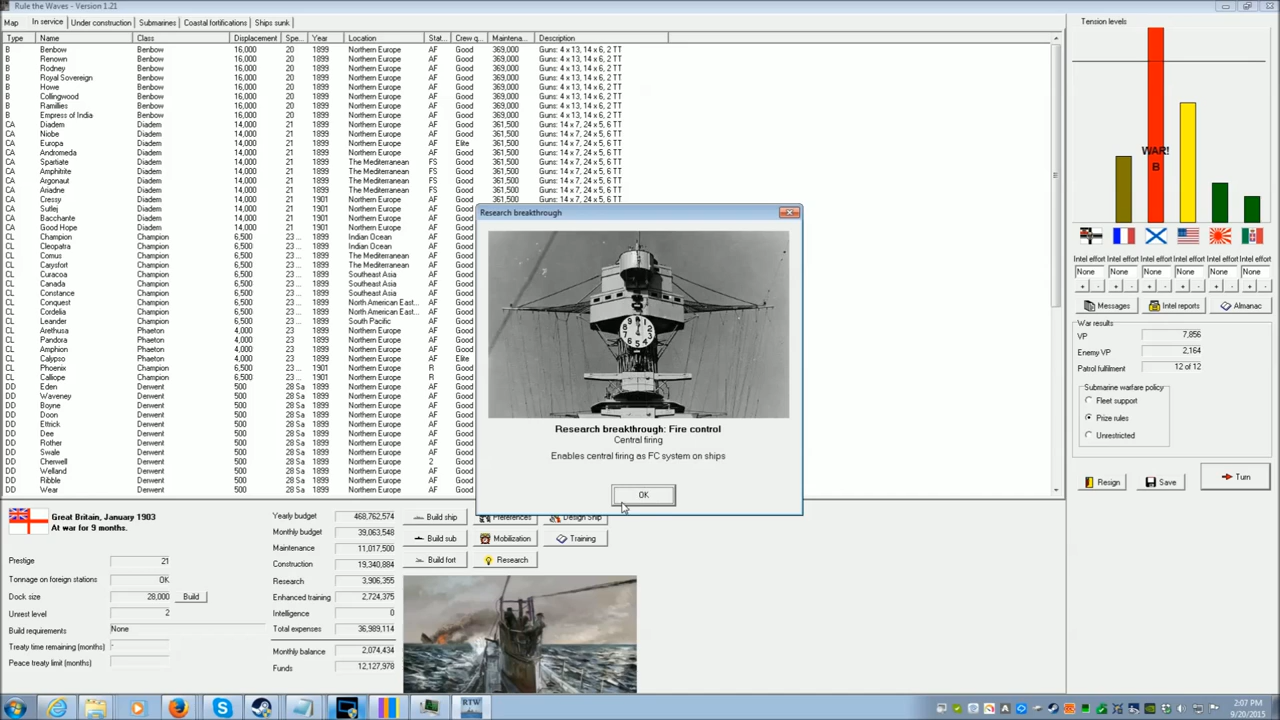 Rule the Waves - Version 1.21
Map In service Under construction Submarines Coastal fortifications Ships sunk
Type Name Class Displacement Spe... Year Location Stat... Crew q... Maintena... Description
B Benbow Benbow 16,000 20 1899 Northern Europe AF Good 369,000 Guns: 4 x 13, 14 x 6, 2 TT
B Renown Benbow 16,000 20 1899 Northern Europe AF Good 369,000 Guns: 4 x 13, 14 x 6, 2 TT
B Rodney Benbow 16,000 20 1899 Northern Europe AF Good 369,000 Guns: 4 x 13, 14 x 6, 2 TT
B Royal Sovereign Benbow 16,000 20 1899 Northern Europe AF Good 369,000 Guns: 4 x 13, 14 x 6, 2 TT
B Howe Benbow 16,000 20 1899 Northern Europe AF Good 369,000 Guns: 4 x 13, 14 x 6, 2 TT
B Collingwood Benbow 16,000 20 1899 Northern Europe AF Good 369,000 Guns: 4 x 13, 14 x 6, 2 TT
B Ramillies Benbow 16,000 20 1899 Northern Europe AF Good 369,000 Guns: 4 x 13, 14 x 6, 2 TT
B Empress of India Benbow 16,000 20 1899 Northern Europe AF Good 369,000 Guns: 4 x 13, 14 x 6, 2 TT
CA Diadem Diadem 14,000 21 1899 Northern Europe AF Good 361,500 Guns: 14 x 7, 24 x 5, 6 TT
CA Niobe Diadem 14,000 21 1899 Northern Europe AF Good 361,500 Guns: 14 x 7, 24 x 5, 6 TT
CA Europa Diadem 14,000 21 1899 Northern Europe AF Elite 361,500 Guns: 14 x 7, 24 x 5, 6 TT
CA Andromeda Diadem 14,000 21 1899 Northern Europe AF Good 361,500 Guns: 14 x 7, 24 x 5, 6 TT
CA Spartiate Diadem 14,000 21 1899 The Mediterranean FS Good 361,500 Guns: 14 x 7, 24 x 5, 6 TT
CA Amphitrite Diadem 14,000 21 1899 The Mediterranean FS Good 361,500 Guns: 14 x 7, 24 x 5, 6 TT
CA Argonaut Diadem 14,000 21 1899 The Mediterranean FS Good 361,500 Guns: 14 x 7, 24 x 5, 6 TT
CA Ariadne Diadem 14,000 21 1899 The Mediterranean FS Good 361,500 Guns: 14 x 7, 24 x 5, 6 TT
CA Cressy Diadem 14,000 21 1901 Northern Europe AF Good 361,500 Guns: 14 x 7, 24 x 5, 6 TT
CA Sutlej Diadem 14,000 21 1901 Northern Europe AF Good
CA Bacchante Diadem 14,000 21 1901 Northern Europe AF Good
CA Good Hope Diadem 14,000 21 1901 Northern Europe AF Good
CL Champion Champion 6,500 23 ... 1899 Indian Ocean AF Good
CL Cleopatra Champion 6,500 23 ... 1899 Indian Ocean AF Good
CL Comus Champion 6,500 23 ... 1899 The Mediterranean AF Good
CL Carysfort Champion 6,500 23 ... 1899 The Mediterranean AF Good
CL Curacoa Champion 6,500 23 ... 1899 Southeast Asia AF Good
CL Canada Champion 6,500 23 ... 1899 Southeast Asia AF Good
CL Constance Champion 6,500 23 ... 1899 Southeast Asia AF Good
CL Conquest Champion 6,500 23 ... 1899 North American East... AF Good
CL Cordelia Champion 6,500 23 ... 1899 North American East... AF Good
CL Leander Champion 6,500 23 ... 1899 South Pacific AF Good
CL Arethusa Phaeton 4,000 23 1899 Northern Europe AF Good
CL Pandora Phaeton 4,000 23 1899 Northern Europe AF Good
CL Amphion Phaeton 4,000 23 1899 Northern Europe AF Good
CL Calypso Phaeton 4,000 23 1899 Northern Europe AF Elite
CL Phoenix Champion 6,500 23 ... 1901 Northern Europe R Good
CL Calliope Champion 6,500 23 ... 1901 Northern Europe R Good
DD Eden Derwent 500 28 Sa 1899 Northern Europe AF Good
DD Waveney Derwent 500 28 Sa 1899 Northern Europe AF Good
DD Boyne Derwent 500 28 Sa 1899 Northern Europe AF Good
DD Doon Derwent 500 28 Sa 1899 Northern Europe AF Good
DD Ettrick Derwent 500 28 Sa 1899 Northern Europe AF Good
DD Dee Derwent 500 28 Sa 1899 Northern Europe AF Good
DD Rother Derwent 500 28 Sa 1899 Northern Europe AF Good
DD Swale Derwent 500 28 Sa 1899 Northern Europe AF Good
DD Cherwell Derwent 500 28 Sa 1899 Northern Europe 2 Good
DD Welland Derwent 500 28 Sa 1899 Northern Europe AF Good
DD Ribble Derwent 500 28 Sa 1899 Northern Europe AF Good
DD Wear Derwent 500 28 Sa 1899 Northern Europe AF Good
Research breakthrough
Research breakthrough: Fire control
Central firing
Enables central firing as FC system on ships
OK
Tension levels
WAR!
B
Intel effort Intel effort Intel effort Intel effort Intel effort Intel effort
None None None None None None
+ - + - + - + - + - + -
Messages Intel reports Almanac
War results
VP 7,856
Enemy VP 2,164
Patrol fulfilment 12 of 12
Submarine warfare policy
Fleet support
Prize rules
Unrestricted
Resign Save Turn
Great Britain, January 1903
At war for 9 months.
Prestige 21
Tonnage on foreign stations OK
Dock size 28,000 Build
Unrest level 2
Build requirements None
Treaty time remaining (months) -
Peace treaty limit (months)
Yearly budget 468,762,574
Monthly budget 39,063,548
Maintenance 11,017,500
Construction 19,340,884
Research 3,906,355
Enhanced training 2,724,375
Intelligence 0
Total expenses 36,989,114
Monthly balance 2,074,434
Funds 12,127,978
Build ship Preferences Design Ship
Build sub Mobilization Training
Build fort Research
RTW
2:07 PM
9/20/2015